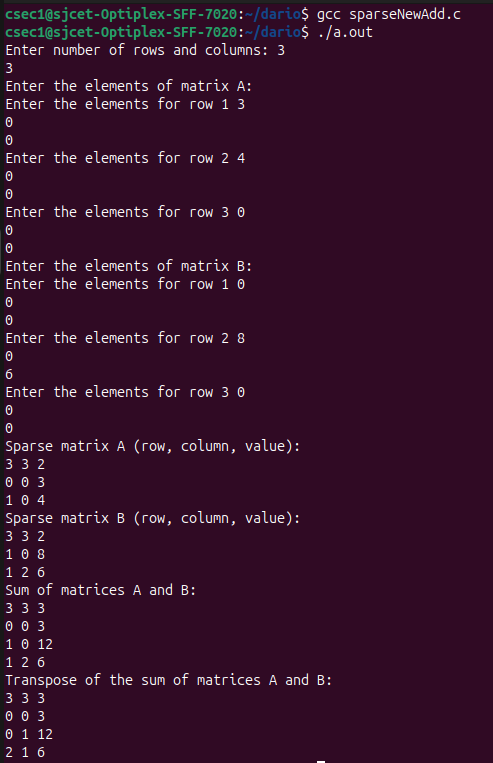 csec1@sjcet-Optiplex-SFF-7020:~/dario$ gcc sparseNewAdd.c
csec1@sjcet-Optiplex-SFF-7020:~/dario$ ./a.out
Enter number of rows and columns: 3
3
Enter the elements of matrix A:
Enter the elements for row 1 3
0
0
Enter the elements for row 2 4
0
0
Enter the elements for row 3 0
0
0
Enter the elements of matrix B:
Enter the elements for row 1 0
0
0
Enter the elements for row 2 8
0
6
Enter the elements for row 3 0
0
0
Sparse matrix A (row, column, value):
3 3 2
0 0 3
1 0 4
Sparse matrix B (row, column, value):
3 3 2
1 0 8
1 2 6
Sum of matrices A and B:
3 3 3
0 0 3
1 0 12
1 2 6
Transpose of the sum of matrices A and B:
3 3 3
0 0 3
0 1 12
2 1 6